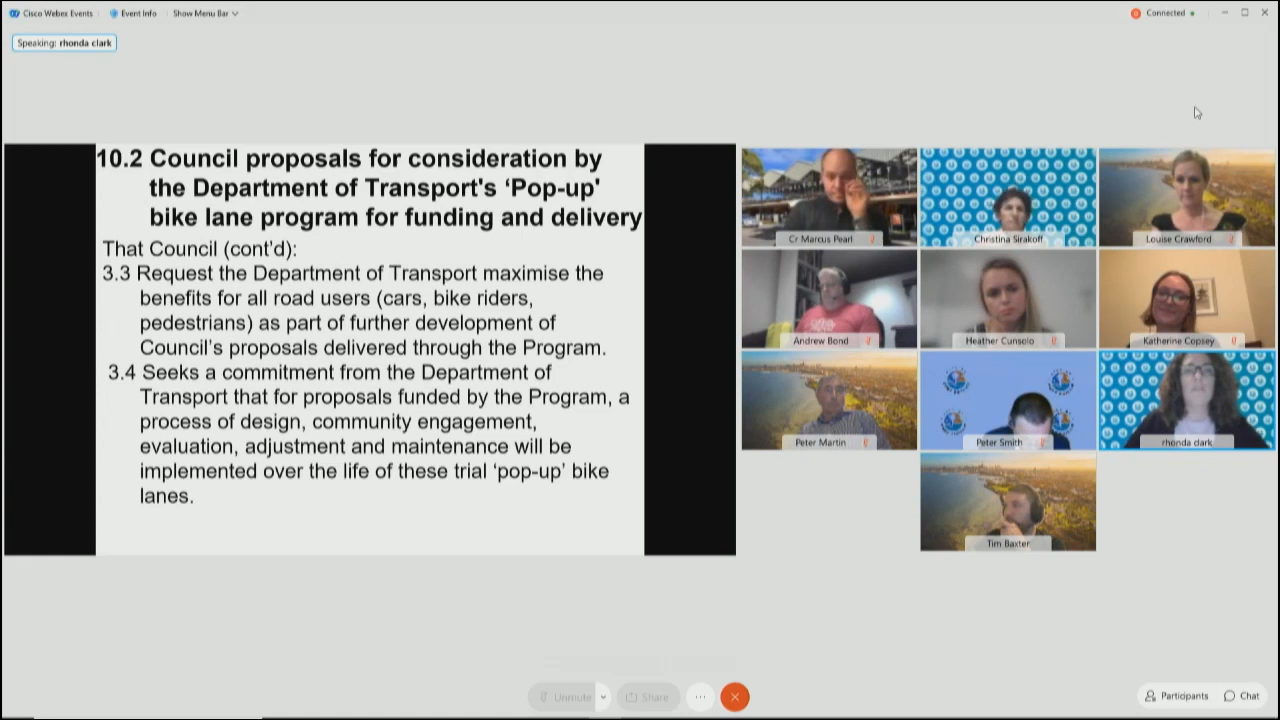 Cisco Webex Events
Event Info
Show Menu Bar
Connected
Speaking: rhonda clark
10.2 Council proposals for consideration by
the Department of Transport's ‘Pop-up'
bike lane program for funding and delivery
That Council (cont'd):
3.3 Request the Department of Transport maximise the
benefits for all road users (cars, bike riders,
pedestrians) as part of further development of
Council’s proposals delivered through the Program.
3.4 Seeks a commitment from the Department of
Transport that for proposals funded by the Program, a
process of design, community engagement,
evaluation, adjustment and maintenance will be
implemented over the life of these trial ‘pop-up’ bike
lanes.
Cr Marcus Pearl
Christina Sirakoff
Louise Crawford
Andrew Bond
Heather Cunsolo
Katherine Copsey
Peter Martin
Peter Smith
rhonda clark
Tim Baxter
Unmute
Share
Participants
Chat